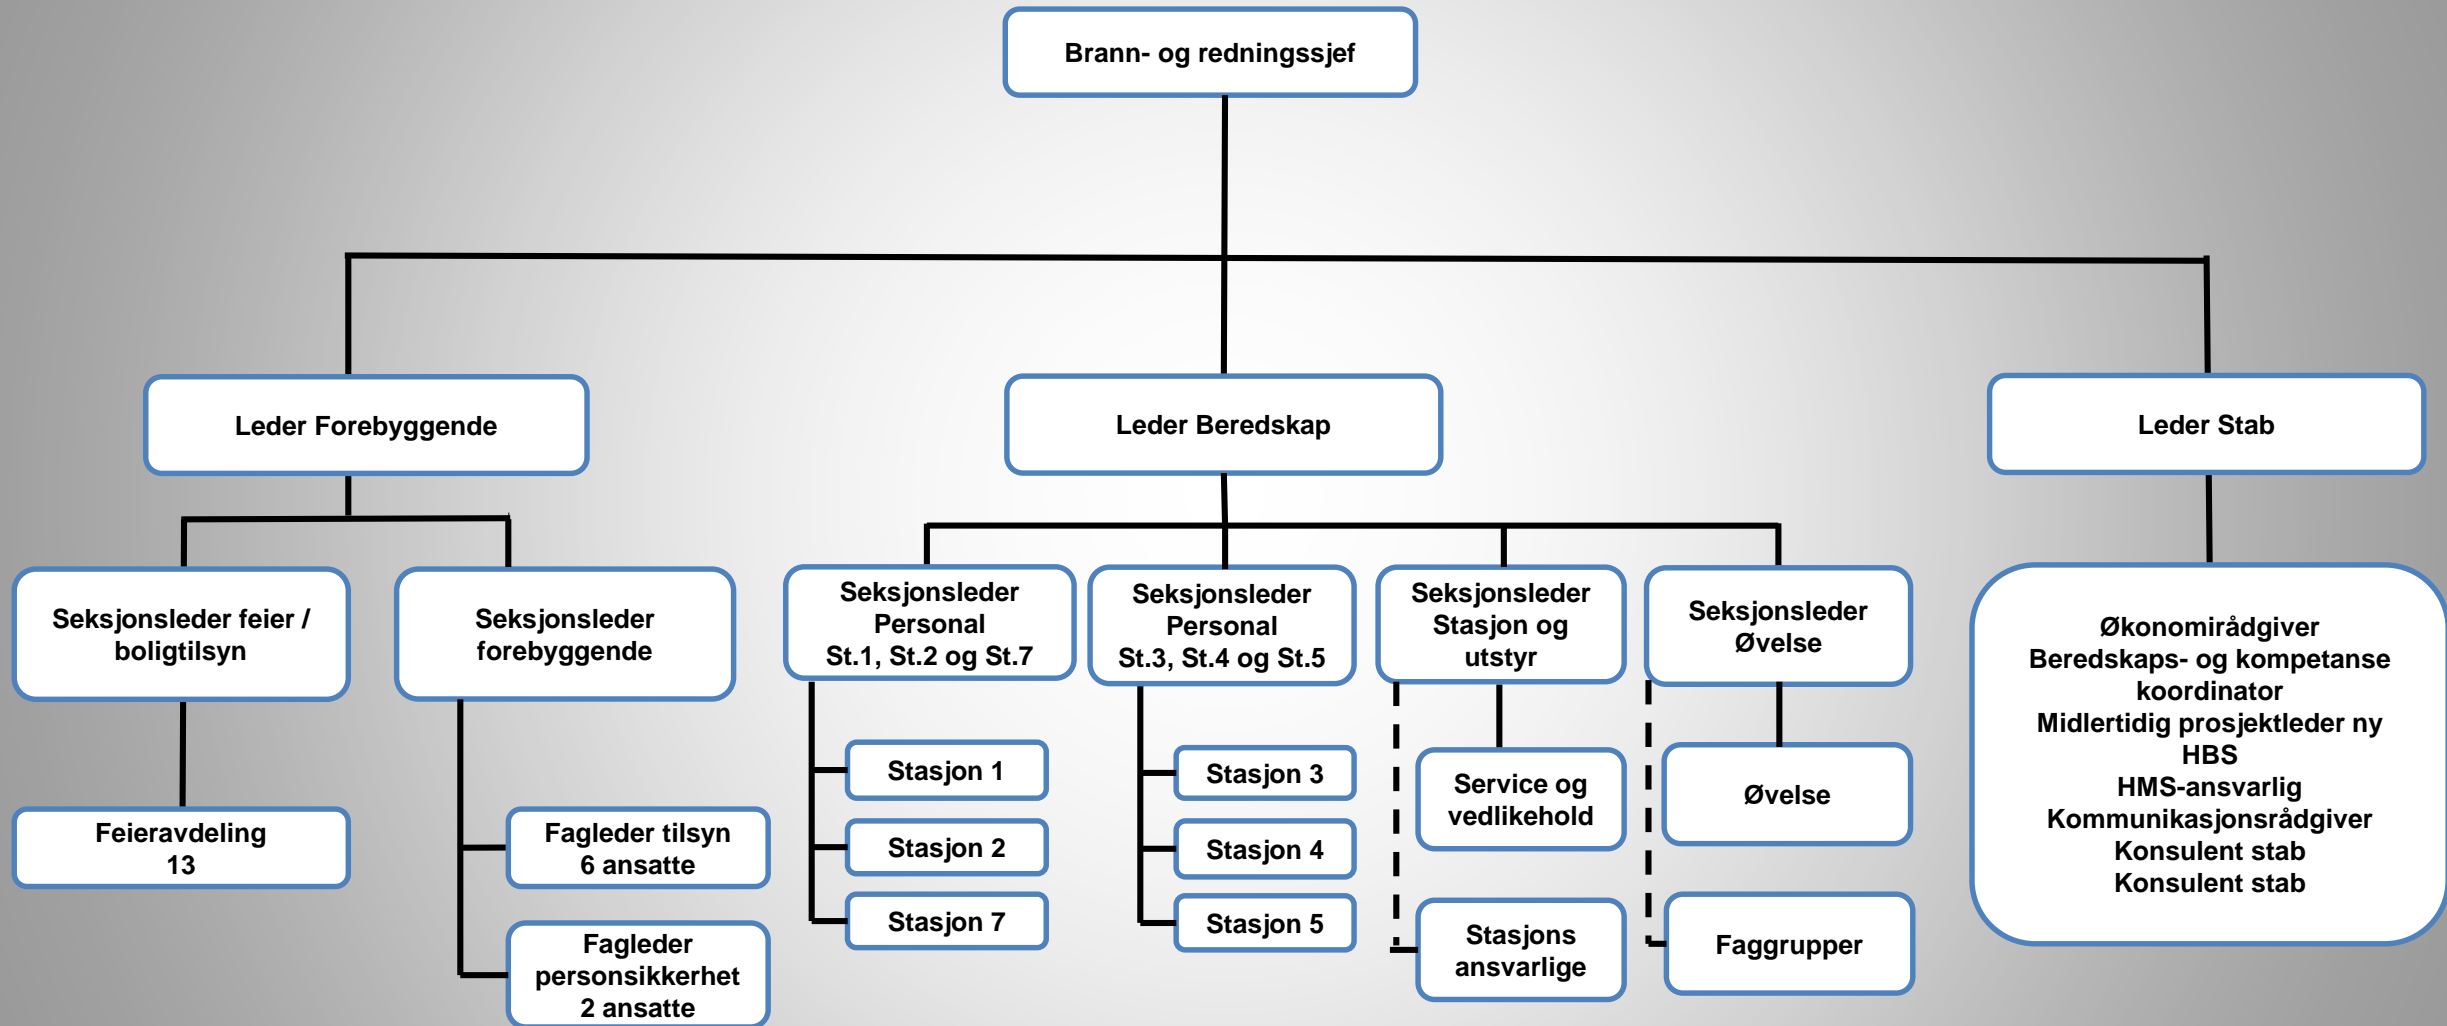 Brann- og redningssjef
Leder Forebyggende
Leder Beredskap
Leder Stab
Seksjonsleder feier /
boligtilsyn
Seksjonsleder
forebyggende
Seksjonsleder
Personal
St.1, St.2 og St.7
Seksjonsleder
Personal
St.3, St.4 og St.5
Seksjonsleder
Stasjon og
utstyr
Seksjonsleder
Øvelse
Økonomirådgiver
Beredskaps- og kompetanse
koordinator
Midlertidig prosjektleder ny
HBS
HMS-ansvarlig
Kommunikasjonsrådgiver
Konsulent stab
Konsulent stab
Feieravdeling
13
Fagleder tilsyn
6 ansatte
Fagleder
personsikkerhet
2 ansatte
Stasjon 1
Stasjon 2
Stasjon 7
Stasjon 3
Stasjon 4
Stasjon 5
Service og
vedlikehold
Stasjons
ansvarlige
Øvelse
Faggrupper